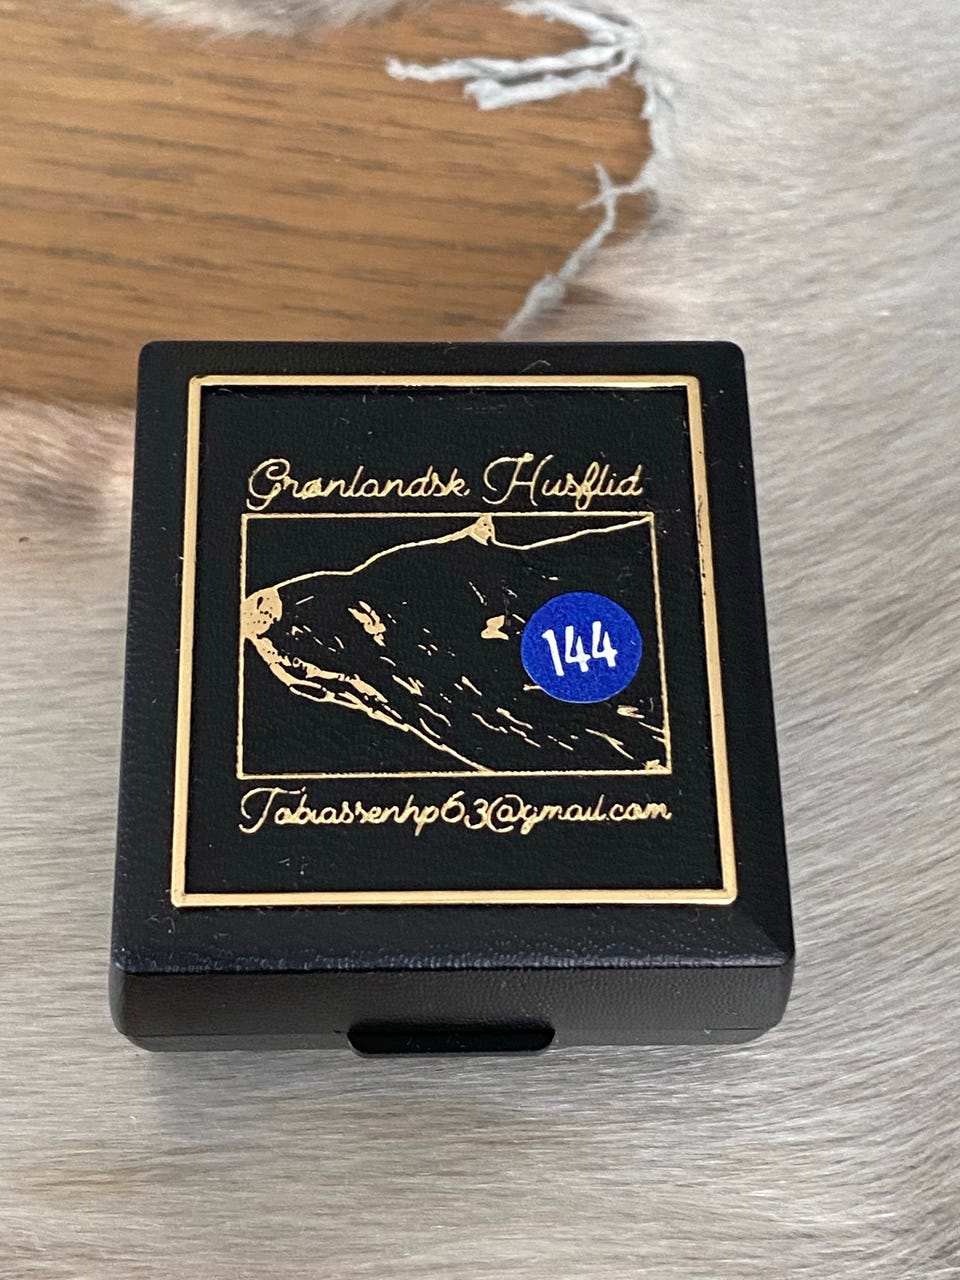 Grønlandsk Husflid
144
Tobiassenhp63@gmail.com